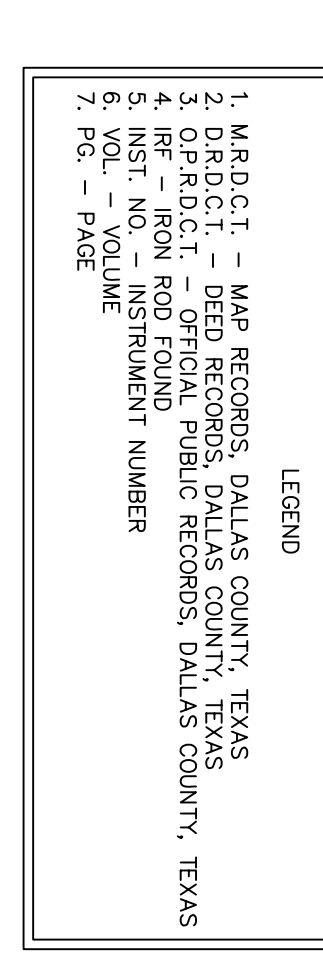 LEGEND
1. M.R.D.C.T. – MAP RECORDS, DALLAS COUNTY, TEXAS
2. D.R.D.C.T. – DEED RECORDS, DALLAS COUNTY, TEXAS
3. O.P.R.D.C.T. – OFFICIAL PUBLIC RECORDS, DALLAS COUNTY, TEXAS
4. IRF – IRON ROD FOUND
5. INST. NO. – INSTRUMENT NUMBER
6. VOL. – VOLUME
7. PG. – PAGE